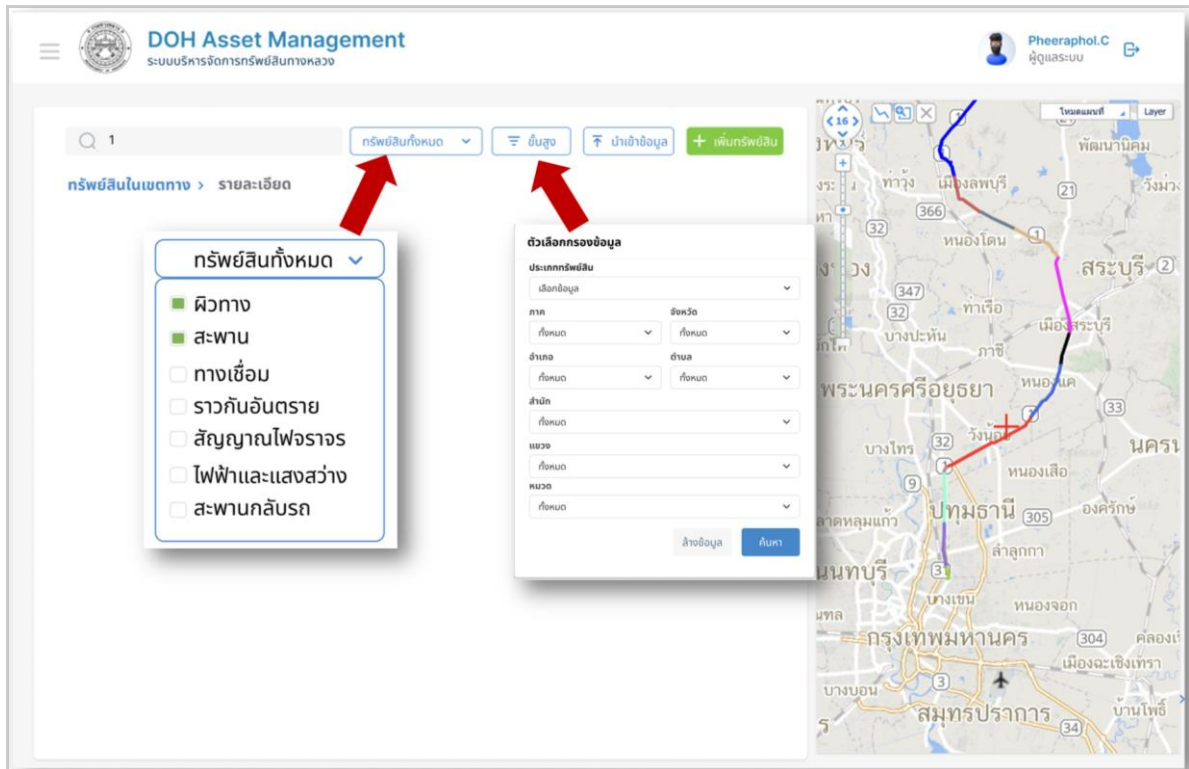 DOH Asset Management
ระบบบริหารจัดการทรัพย์สินทางหลวง
Pheeraphol.C
ผู้ดูแลระบบ
1
ทรัพย์สินทั้งหมด
ขั้นสูง
นำเข้าข้อมูล
+ เพิ่มทรัพย์สิน
ทรัพย์สินในเขตทาง > รายละเอียด
ทรัพย์สินทั้งหมด
ผิวทาง
สะพาน
ทางเชื่อม
ราวกันอันตราย
สัญญาณไฟจราจร
ไฟฟ้าและแสงสว่าง
สะพานกลับรถ
ตัวเลือกกรองข้อมูล
ประเภททรัพย์สิน
เลือกข้อมูล
ภาค จังหวัด
ทั้งหมด ทั้งหมด
อำเภอ ตำบล
ทั้งหมด ทั้งหมด
สำนัก
ทั้งหมด
แขวง
ทั้งหมด
หมวด
ทั้งหมด
ล้างข้อมูล ค้นหา
16
โหมดแผนที่
Layer
พัฒนานิคม
ท่าวุ้ง
เมืองลพบุรี
21
วังม่วง
366
32
หนองโดน
1
สระบุรี
2
347
32
ท่าเรือ
เมืองสระบุรี
บางปะหัน
ภาชี
พระนครศรีอยุธยา
หนองแค
1
33
วังน้อย
บางไทร
32
1
หนองเสือ
9
ปทุมธานี
305
องครักษ์
ลาดหลุมแก้ว
ลำลูกกา
นนทบุรี
3
บางเขน
หนองจอก
กรุงเทพมหานคร
304
เมืองฉะเชิงเทรา
3
บางบอน
สมุทรปราการ
บ้านโพธิ์
34